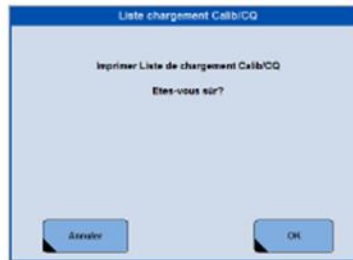 Liste chargement Calib/CQ
Imprimer Liste de chargement Calib/CQ
Etes-vous sûr?
Annuler
OK